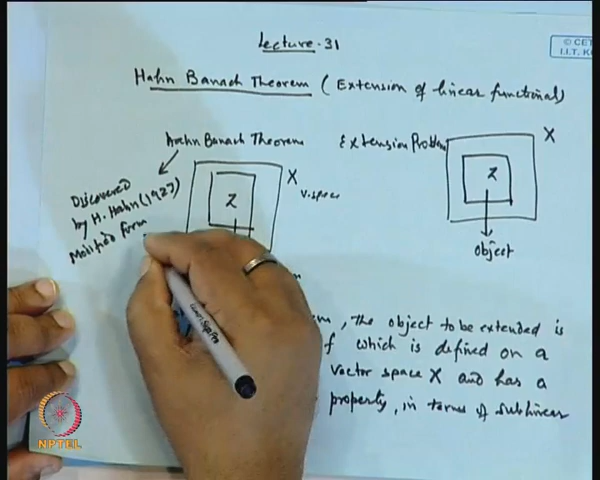 Lecture-31
© CET
I.I.T. K
Hahn Banach Theorem ( Extension of linear functional)
Hahn Banach Theorem
Extension Problem
X
Z
Object
X
V. space
Z
Discovered
by H. Hahn (1927)
Modified form
, the object to be extended is
f which is defined on a
vector space X and has a
property, in terms of sublinear
NPTEL